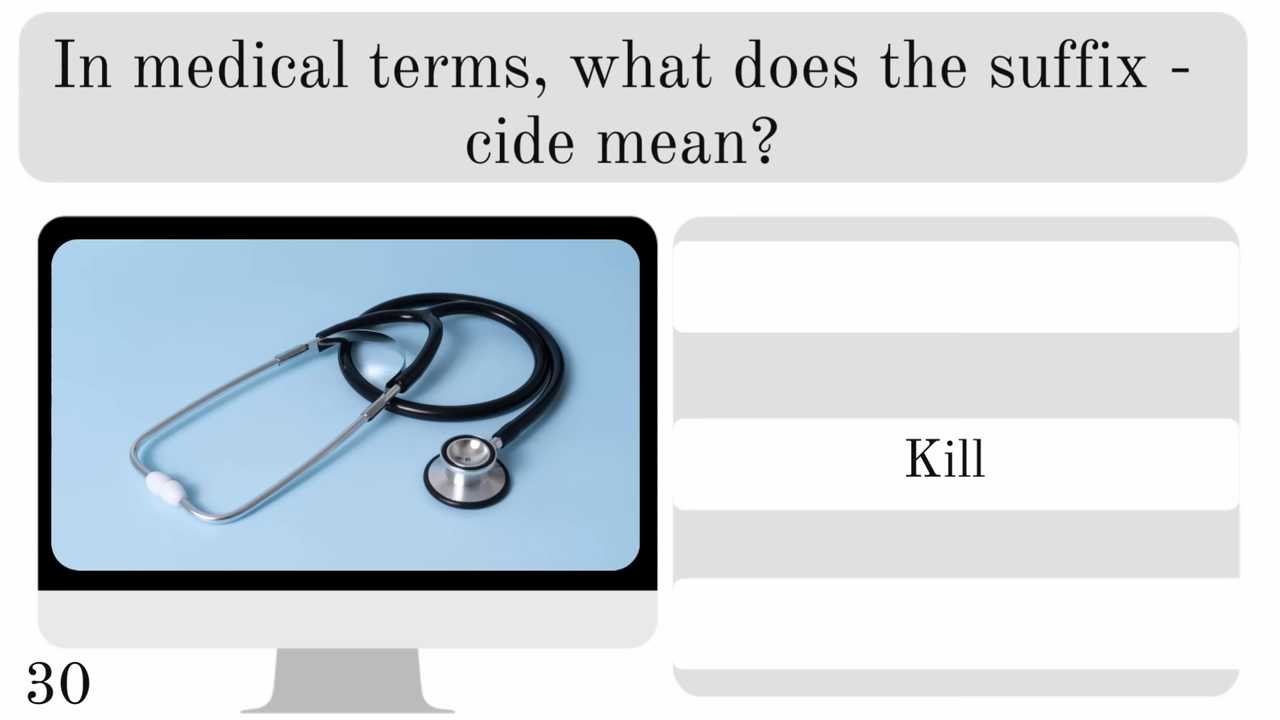 In medical terms, what does the suffix -
cide mean?
Kill
30